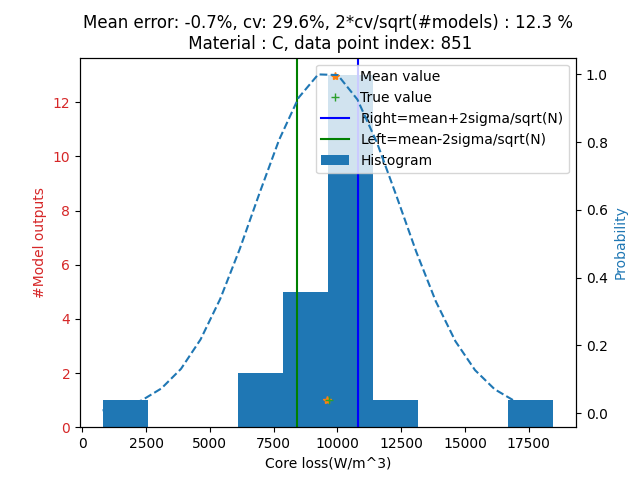 Mean error: -0.7%, cv: 29.6%, 2*cv/sqrt(#models) : 12.3 %
Material : C, data point index: 851
Mean value
True value
Right=mean+2sigma/sqrt(N)
Left=mean-2sigma/sqrt(N)
Histogram
#Model outputs
12
10
8
6
4
2
0
Probability
1.0
0.8
0.6
0.4
0.2
0.0
0
2500
5000
7500
10000
12500
15000
17500
Core loss(W/m^3)